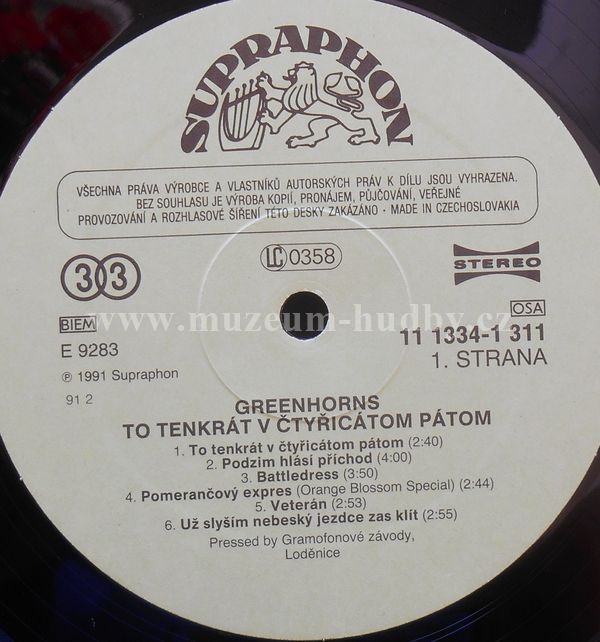 SUPRAPHON
VŠECHNA PRÁVA VÝROBCE A VLASTNÍKŮ AUTORSKÝCH PRÁV K DÍLU JSOU VYHRAZENA.
BEZ SOUHLASU JE VÝROBA KOPIÍ, PRONÁJEM, PŮJČOVÁNÍ, VEŘEJNÉ
PROVOZOVÁNÍ A ROZHLASOVÉ ŠÍŘENÍ TÉTO DESKY ZAKÁZÁNO - MADE IN CZECHOSLOVAKIA
33
LC 0358
STEREO
www.muzeum-hudby.cz
BIEM
OSA
E 9283
11 1334-1 311
1. STRANA
℗ 1991 Supraphon
91 2
GREENHORNS
TO TENKRÁT V ČTYŘICÁTOM PÁTOM
1. To tenkrát v čtyřicátom pátom (2:40)
2. Podzim hlásí příchod (4:00)
3. Battledress (3:50)
4. Pomerančový expres (Orange Blossom Special) (2:44)
5. Veterán (2:53)
6. Už slyším nebeský jezdce zas klít (2:55)
Pressed by Gramofonové závody,
Loděnice